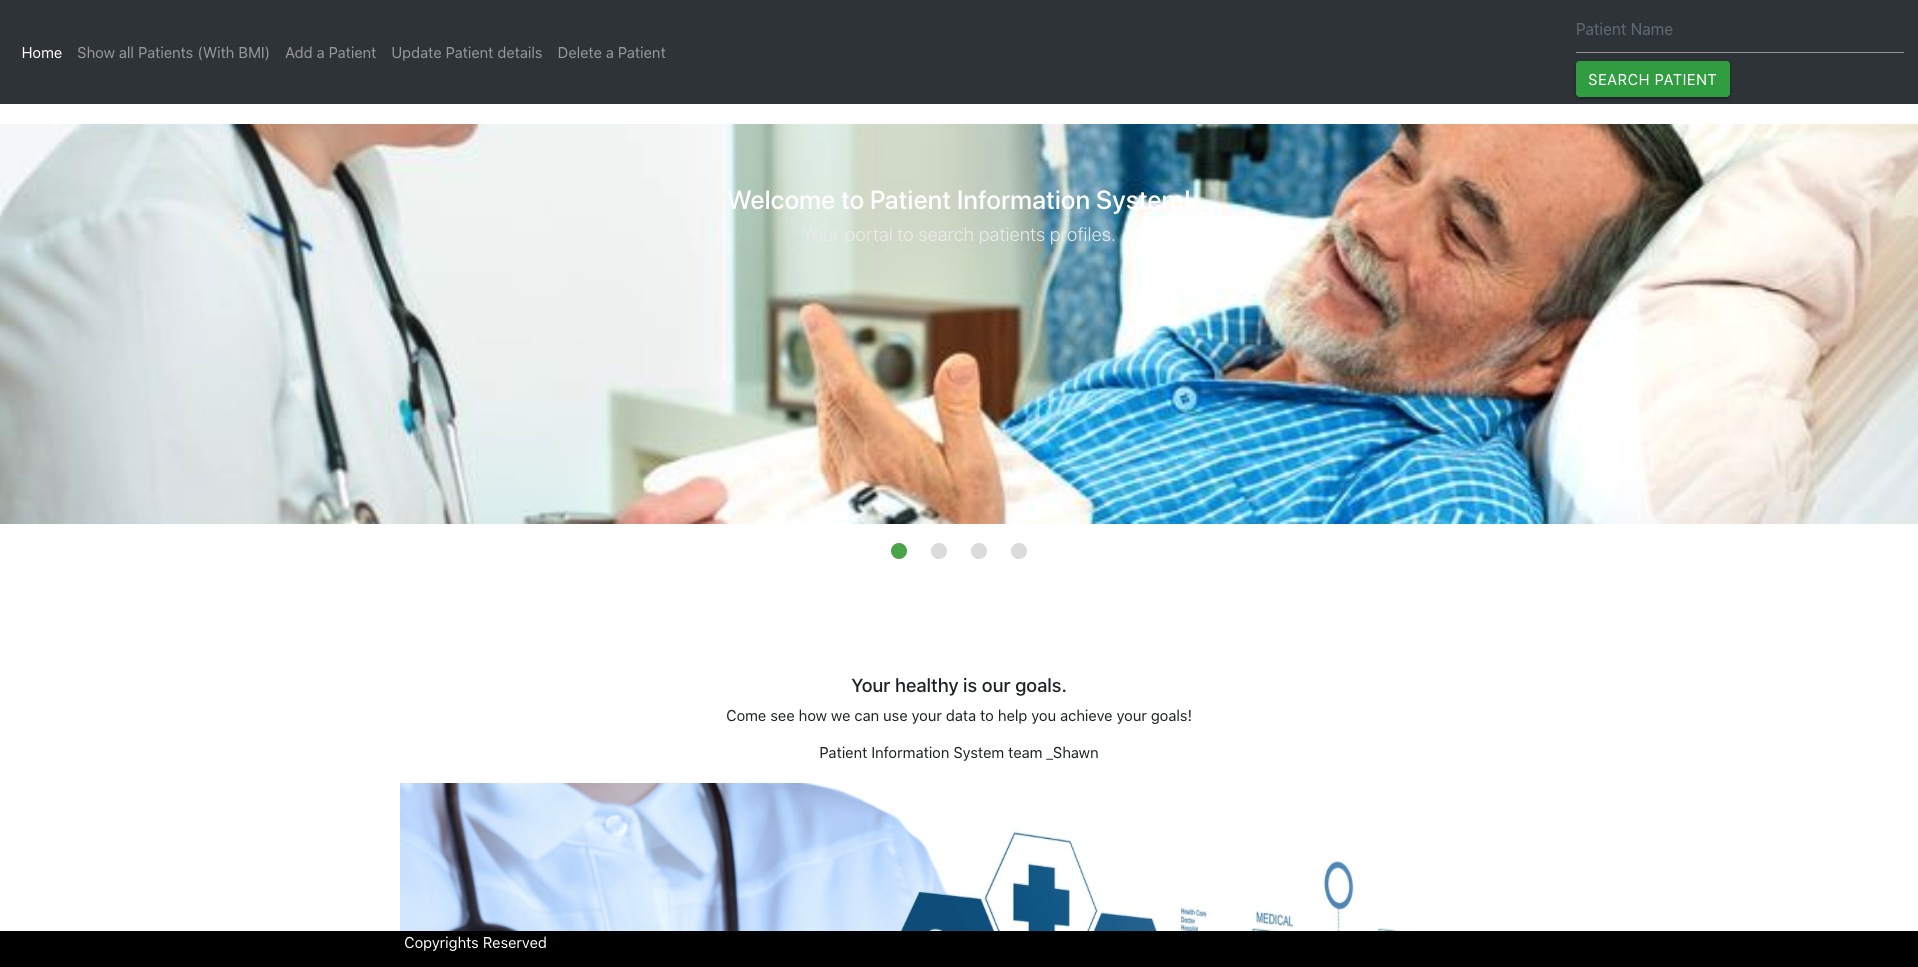 Home Show all Patients (With BMI) Add a Patient Update Patient details Delete a Patient
Patient Name
SEARCH PATIENT
Welcome to Patient Information System!
Your portal to search patients profiles.
Your healthy is our goals.
Come see how we can use your data to help you achieve your goals!
Patient Information System team _Shawn
Health Care
Doctor
Hospital
MEDICAL
Copyrights Reserved